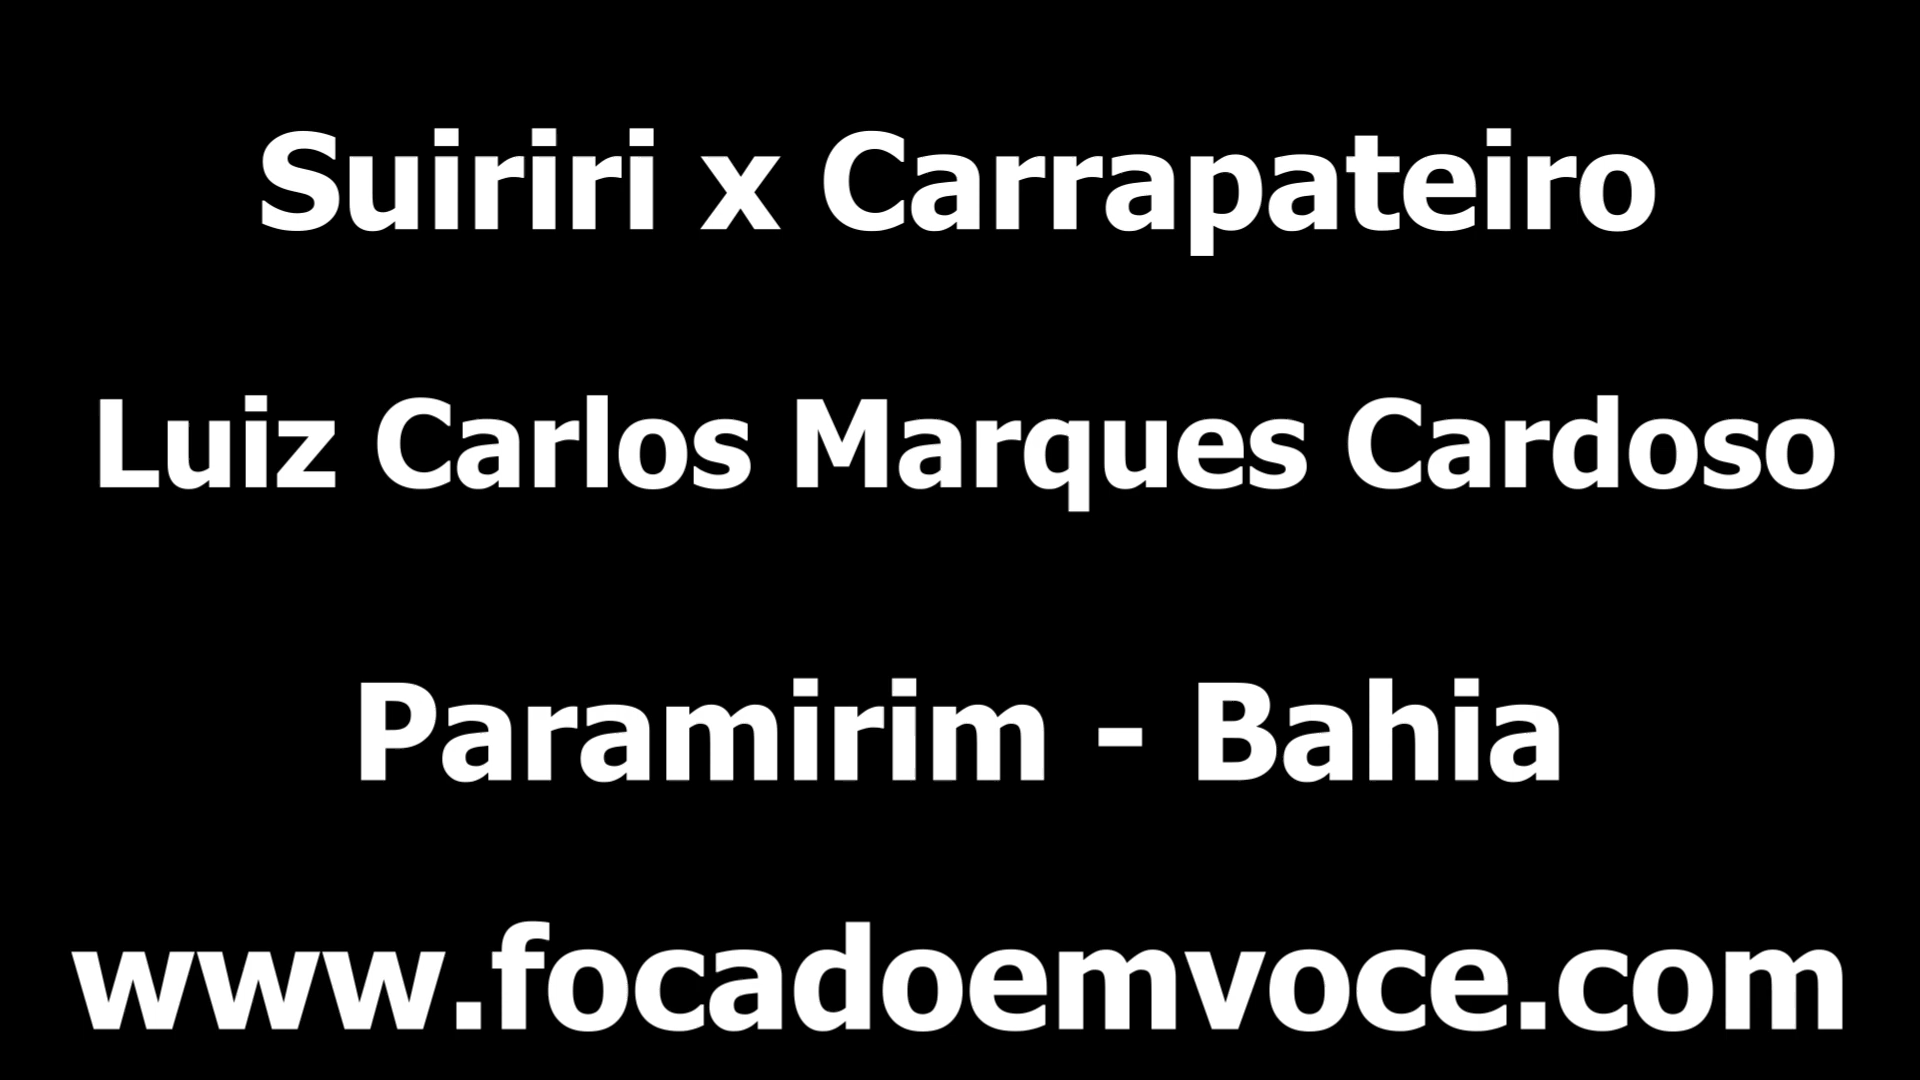 Suiriri x Carrapateiro
Luiz Carlos Marques Cardoso
Paramirim - Bahia
www.focadoemvoce.com